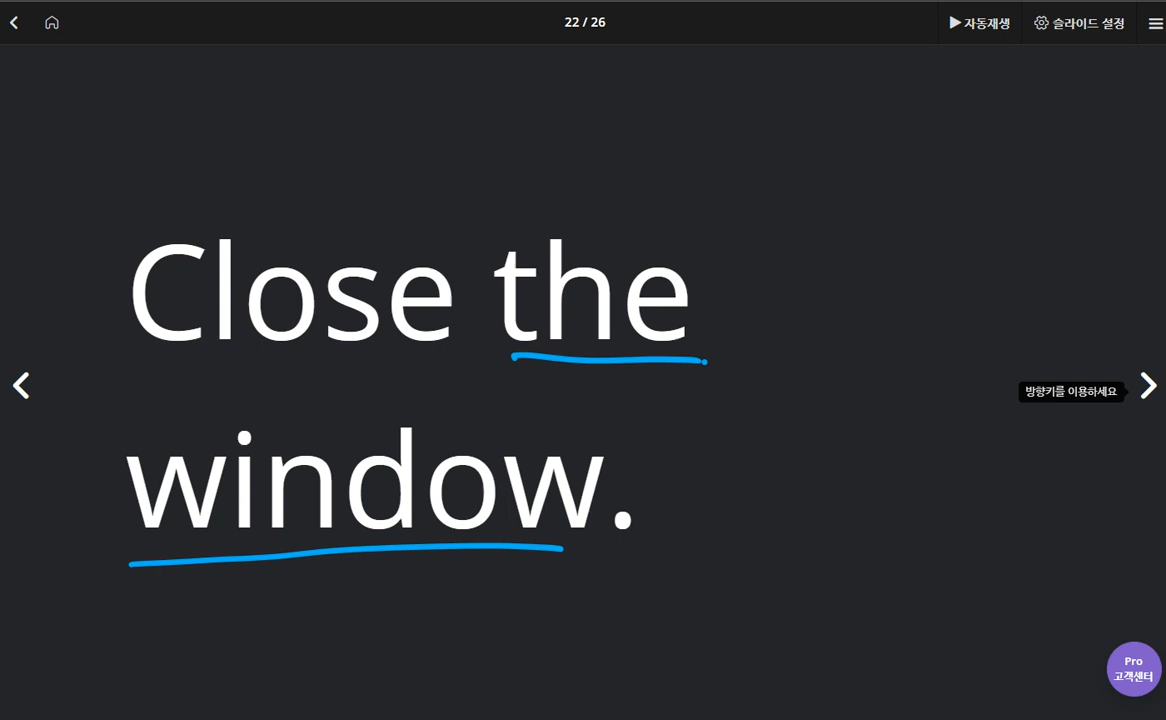 22 / 26
▶ 자동재생
슬라이드 설정
Close the
window.
방향키를 이용하세요
Pro
고객센터